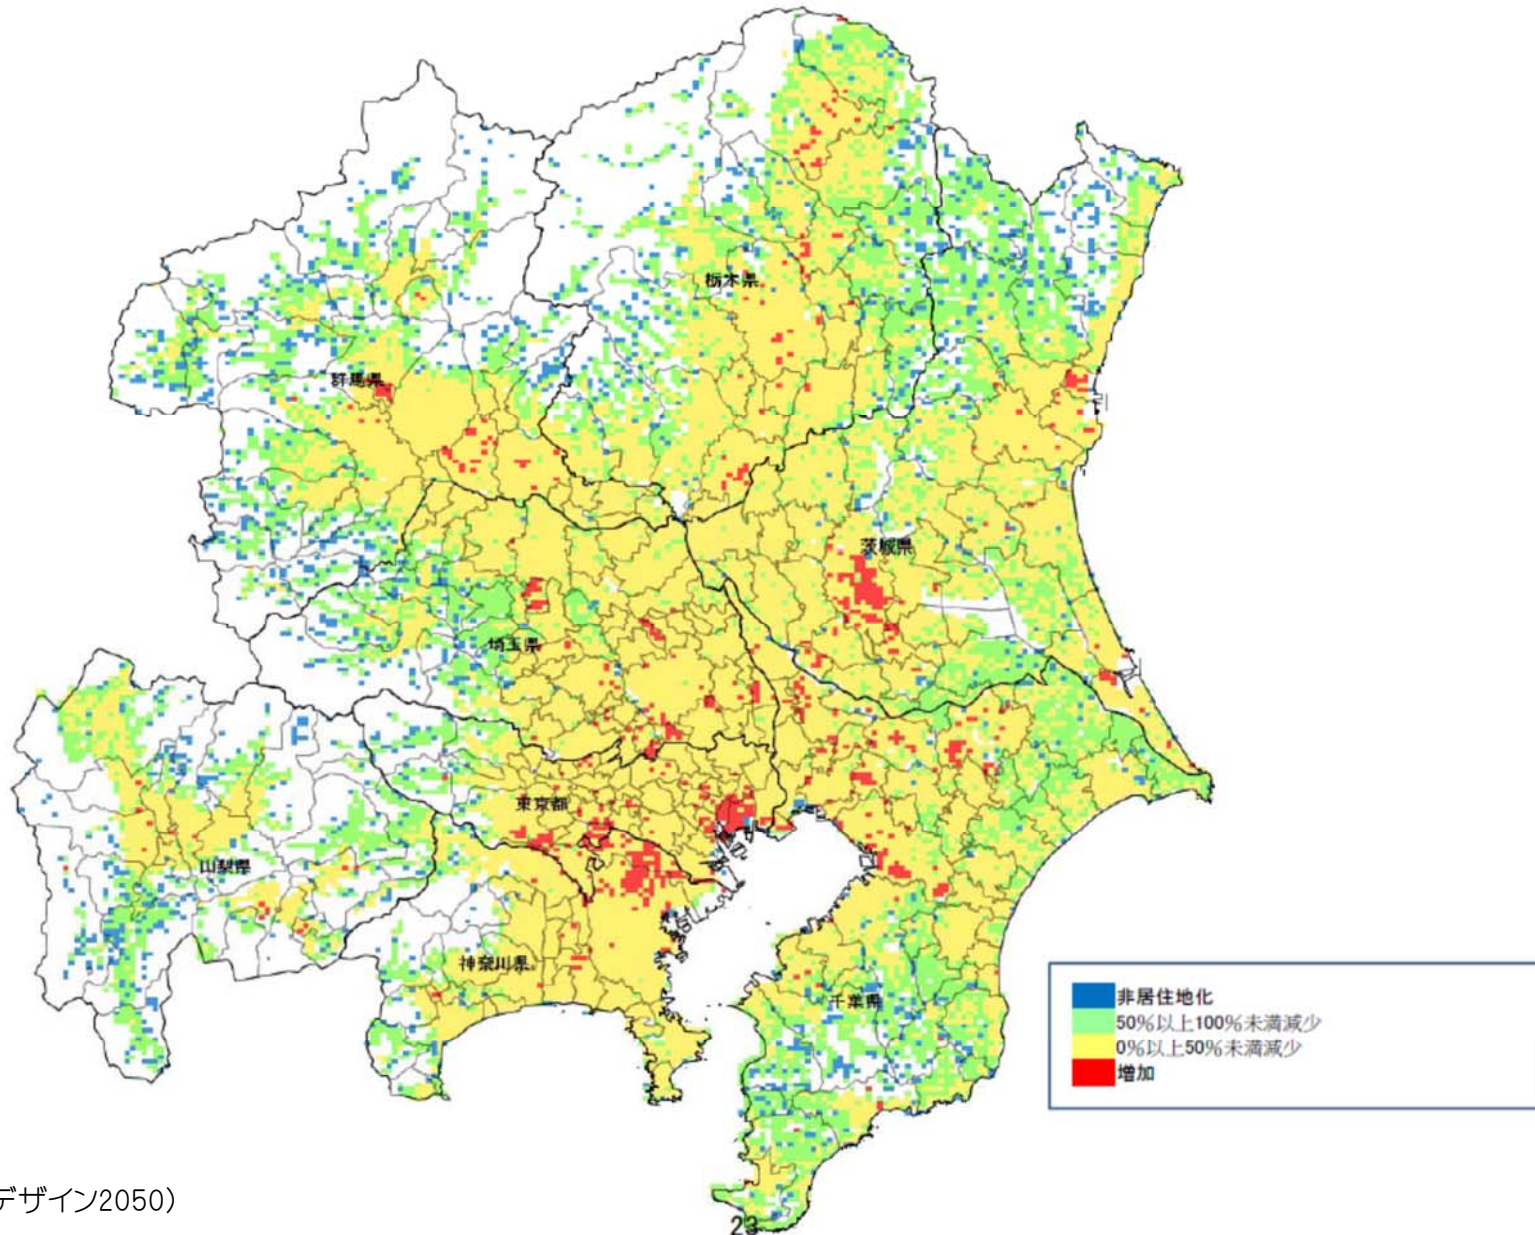 栃木県
群馬県
茨城県
埼玉県
東京都
山梨県
神奈川県
千葉県
非居住地化
50％以上100％未満減少
0％以上50％未満減少
増加
デザイン2050）
23